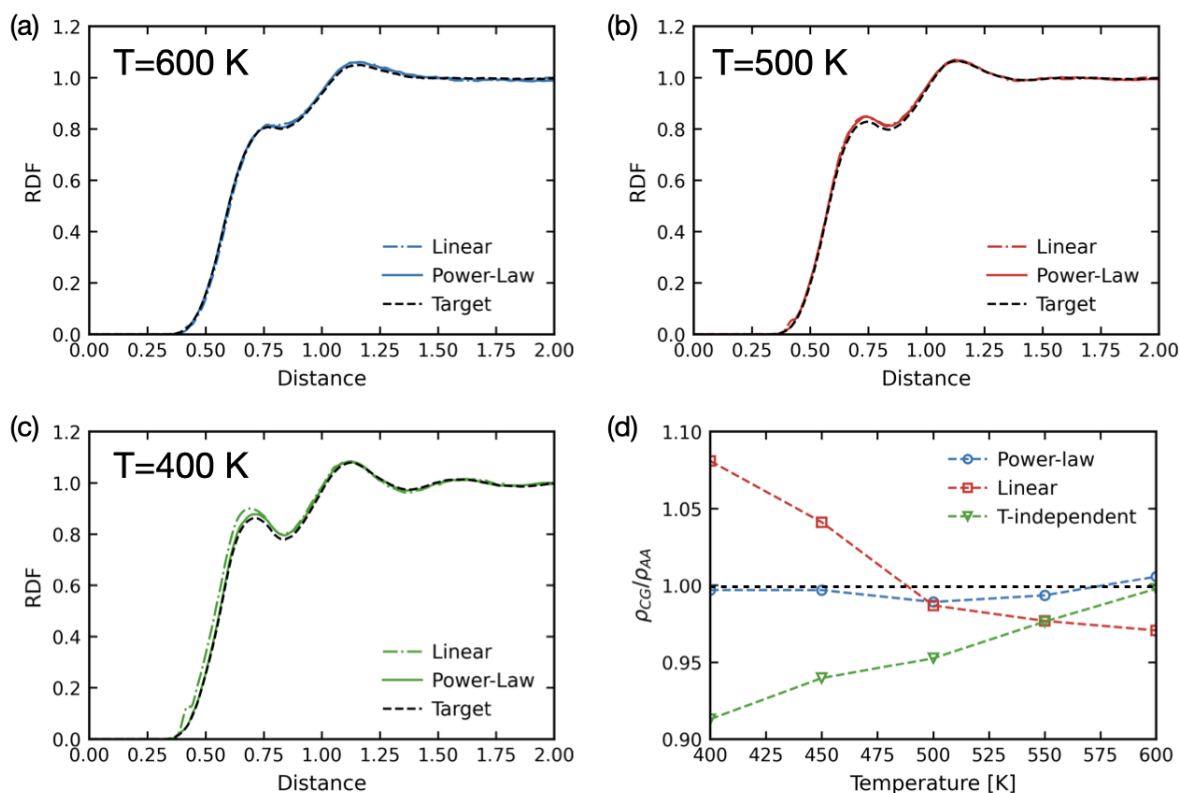 (a)
T=600 K
1.2
1.0
0.8
0.6
0.4
0.2
0.0
RDF
Linear
Power-Law
Target
0.00 0.25 0.50 0.75 1.00 1.25 1.50 1.75 2.00
Distance
(b)
T=500 K
1.2
1.0
0.8
0.6
0.4
0.2
0.0
RDF
Linear
Power-Law
Target
0.00 0.25 0.50 0.75 1.00 1.25 1.50 1.75 2.00
Distance
(c)
T=400 K
1.2
1.0
0.8
0.6
0.4
0.2
0.0
RDF
Linear
Power-Law
Target
0.00 0.25 0.50 0.75 1.00 1.25 1.50 1.75 2.00
Distance
(d)
1.10
1.05
1.00
0.95
0.90
ρCG/ρAA
Power-law
Linear
T-independent
400 425 450 475 500 525 550 575 600
Temperature [K]